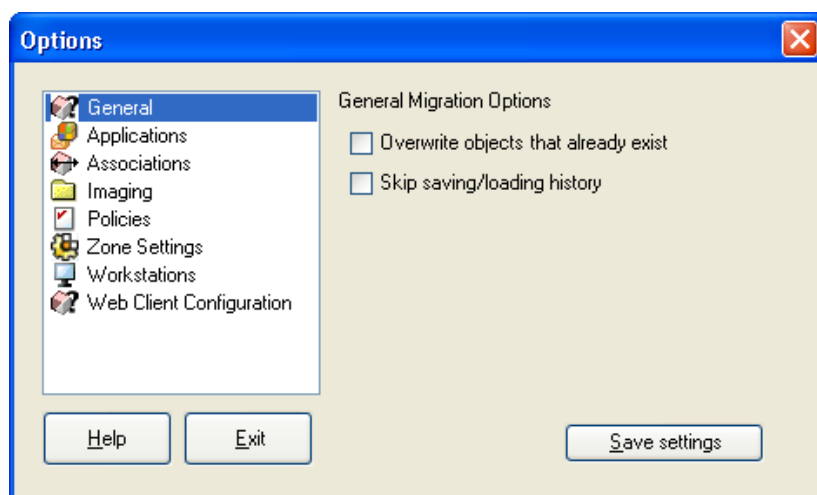 Options
General
Applications
Associations
Imaging
Policies
Zone Settings
Workstations
Web Client Configuration
General Migration Options
Overwrite objects that already exist
Skip saving/loading history
Help
Exit
Save settings